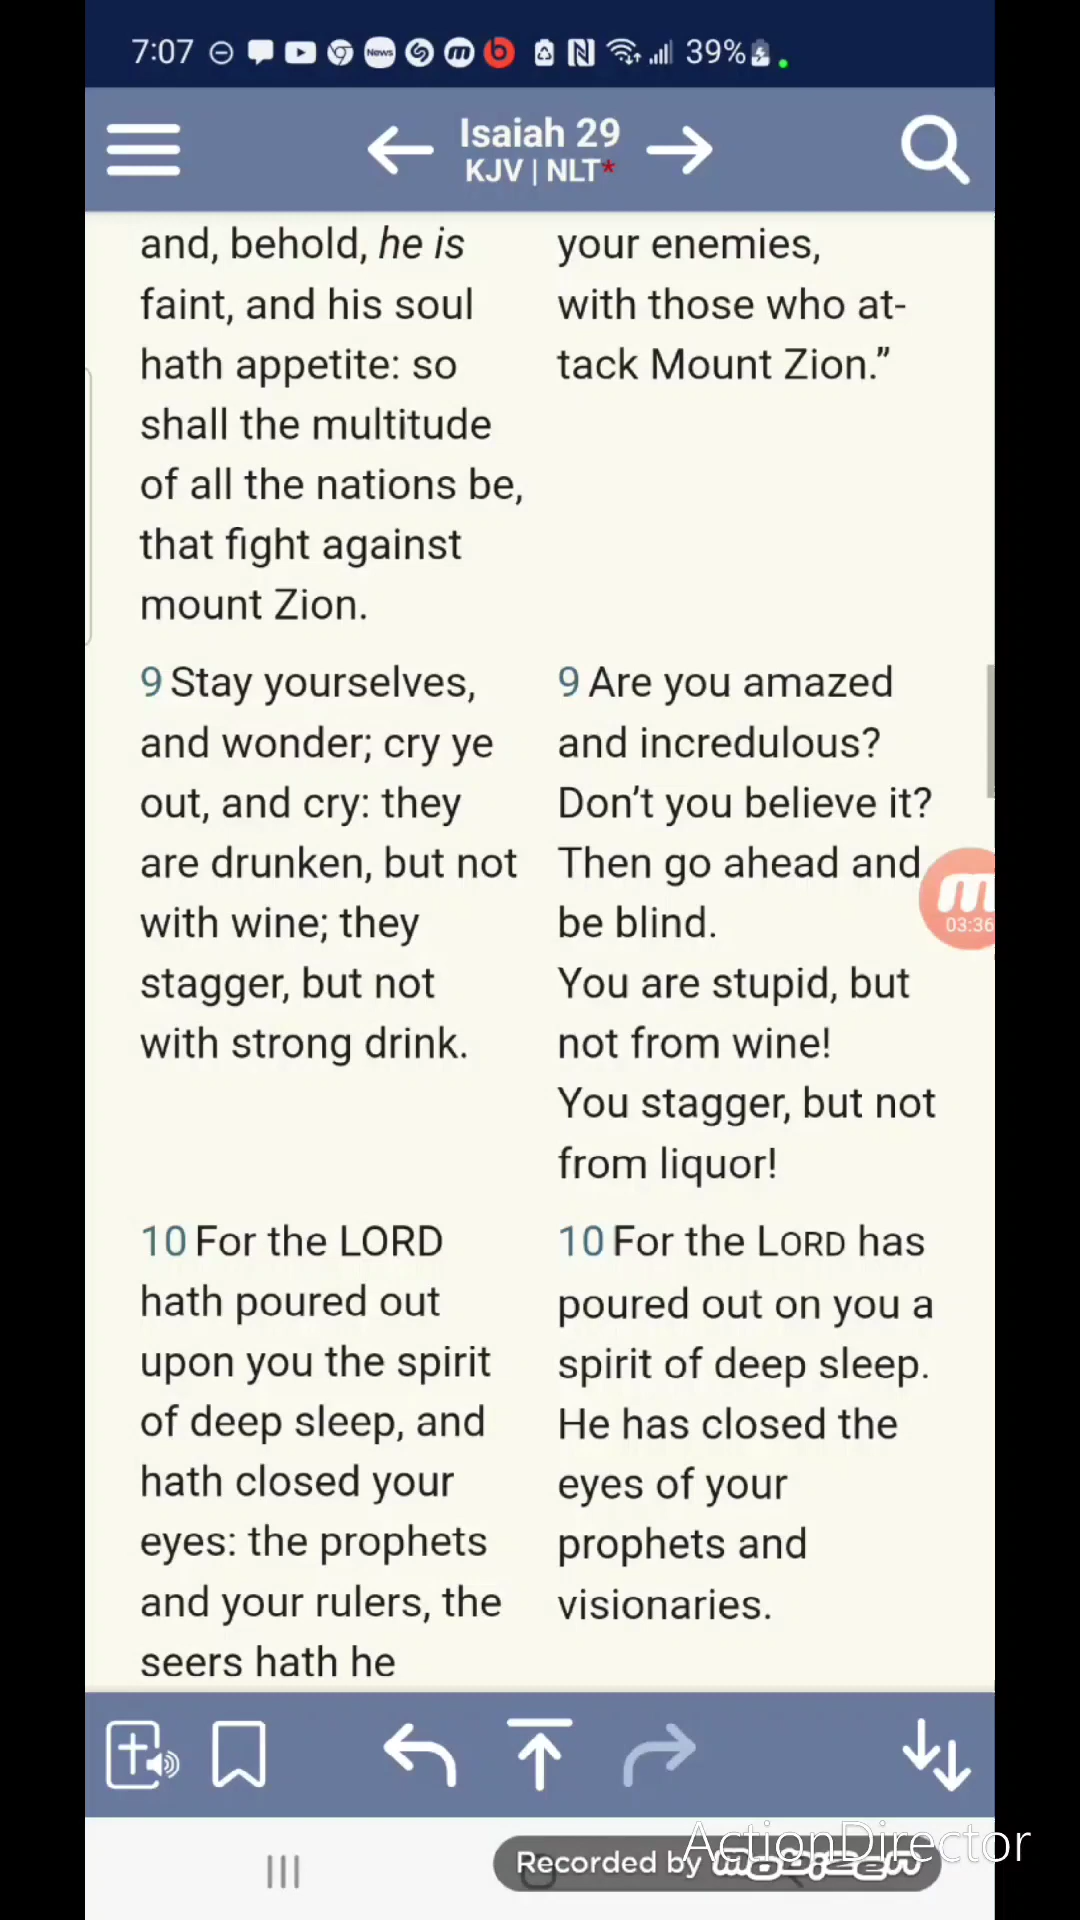 7:07
News
39%
Isaiah 29
KJV | NLT*
and, behold, he is
faint, and his soul
hath appetite: so
shall the multitude
of all the nations be,
that fight against
mount Zion.
your enemies,
with those who at-
tack Mount Zion.”
9 Stay yourselves,
and wonder; cry ye
out, and cry: they
are drunken, but not
with wine; they
stagger, but not
with strong drink.
9 Are you amazed
and incredulous?
Don’t you believe it?
Then go ahead and
be blind.
You are stupid, but
not from wine!
You stagger, but not
from liquor!
03:36
10 For the LORD
hath poured out
upon you the spirit
of deep sleep, and
hath closed your
eyes: the prophets
and your rulers, the
seers hath he
10 For the LORD has
poured out on you a
spirit of deep sleep.
He has closed the
eyes of your
prophets and
visionaries.
ActionDirector
Recorded by mobizen